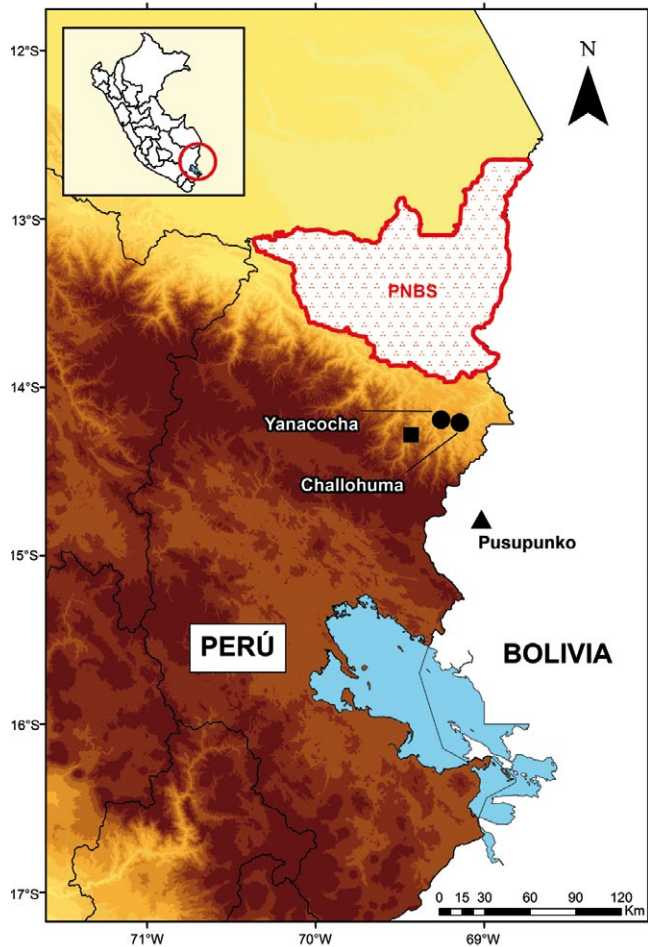 12°S
N
13°S
PNBS
14°S
Yanacocha
Challohuma
Pusupunko
15°S
PERÚ
BOLIVIA
16°S
17°S
0 15 30 60 90 120
Km
71°W
70°W
69°W